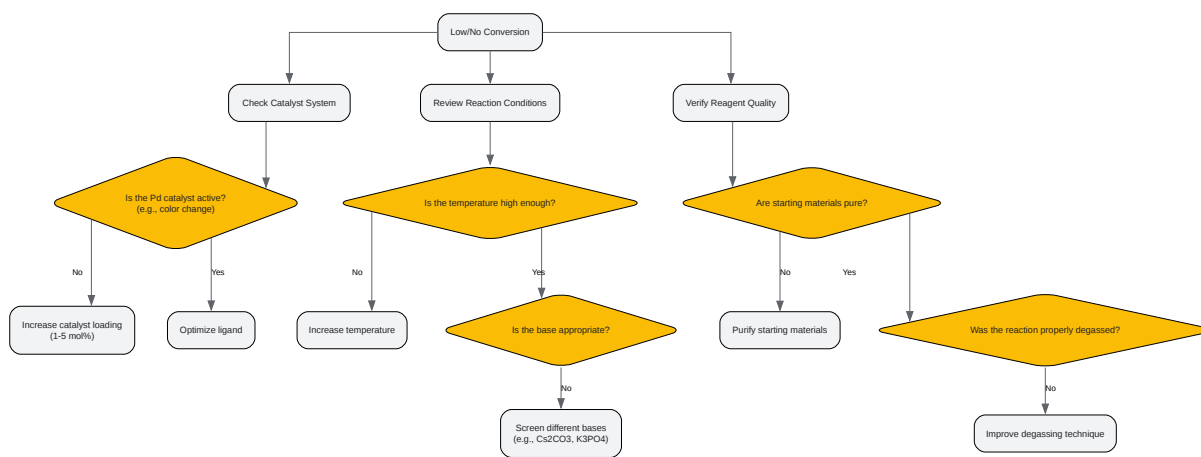 Low/No Conversion
Check Catalyst System
Review Reaction Conditions
Verify Reagent Quality
Is the Pd catalyst active?
(e.g., color change)
Is the temperature high enough?
Are starting materials pure?
No
Yes
No
Yes
No
Yes
Increase catalyst loading
(1-5 mol%)
Optimize ligand
Increase temperature
Is the base appropriate?
Purify starting materials
Was the reaction properly degassed?
No
No
Screen different bases
(e.g., Cs2CO3, K3PO4)
Improve degassing technique